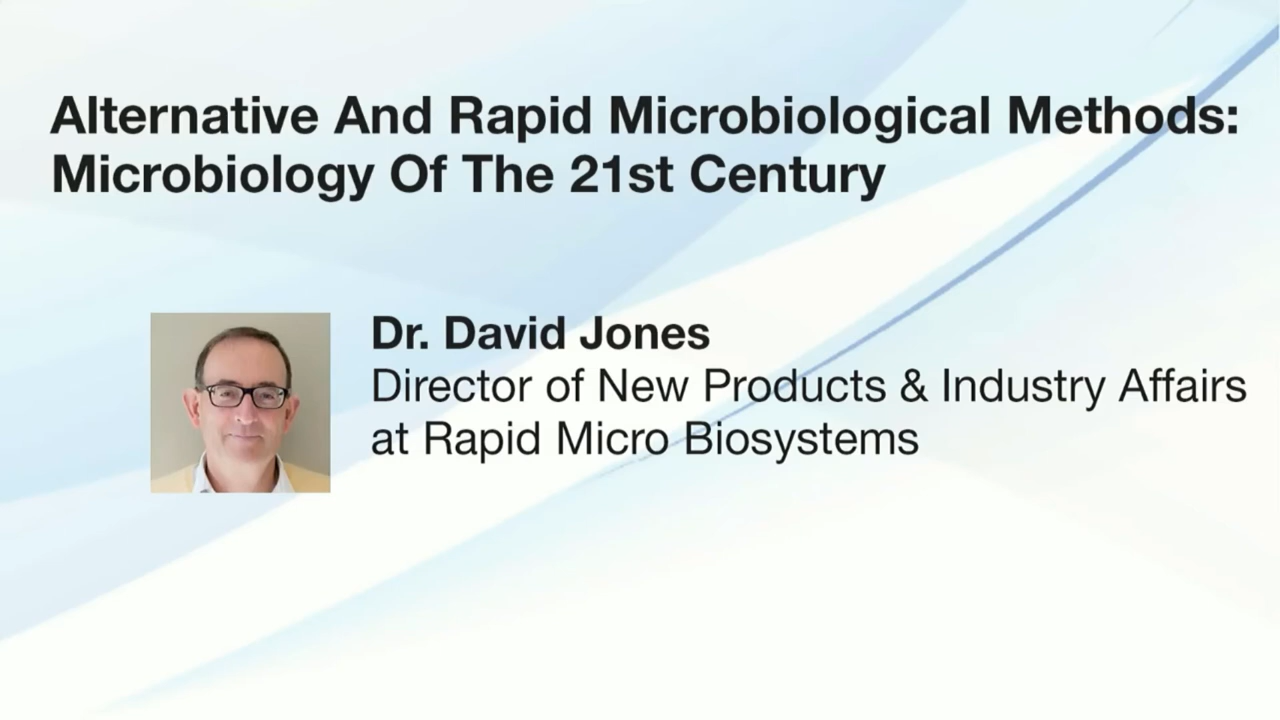 Alternative And Rapid Microbiological Methods:
Microbiology Of The 21st Century
Dr. David Jones
Director of New Products & Industry Affairs
at Rapid Micro Biosystems